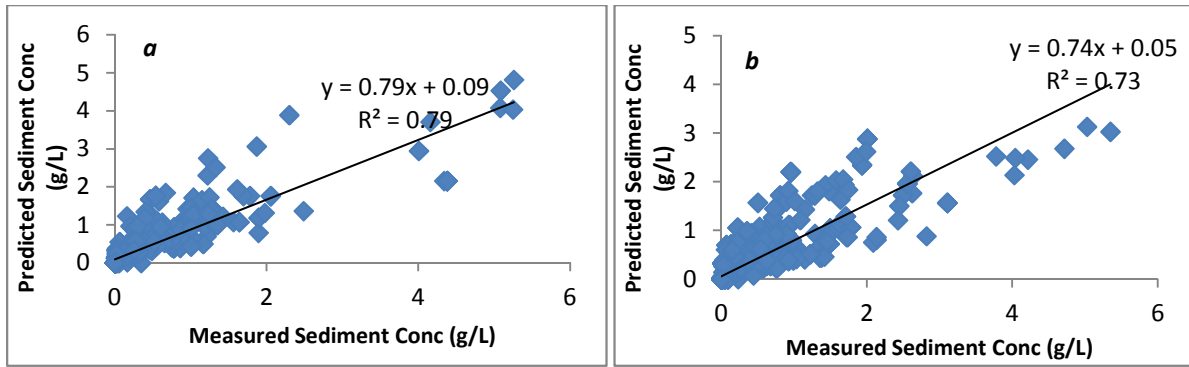 a
y = 0.79x + 0.09
R² = 0.79
Predicted Sediment Conc
(g/L)
6
5
4
3
2
1
0
0 2 4 6
Measured Sediment Conc (g/L)
b
y = 0.74x + 0.05
R² = 0.73
Predicted Sediment Conc
(g/L)
5
4
3
2
1
0
0 2 4 6
Measured Sediment Conc (g/L)